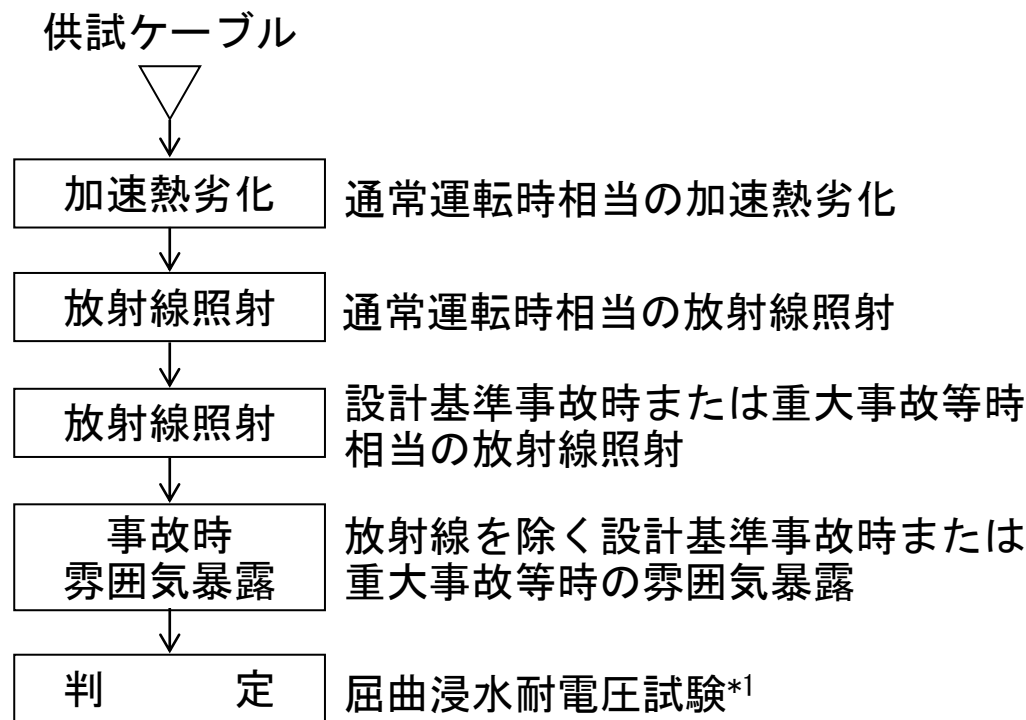 供試ケーブル
加速熱劣化 通常運転時相当の加速熱劣化
放射線照射 通常運転時相当の放射線照射
放射線照射
設計基準事故時または重大事故等時
相当の放射線照射
事故時
雰囲気暴露
放射線を除く設計基準事故時または
重大事故等時の雰囲気暴露
判 定 屈曲浸水耐電圧試験*1